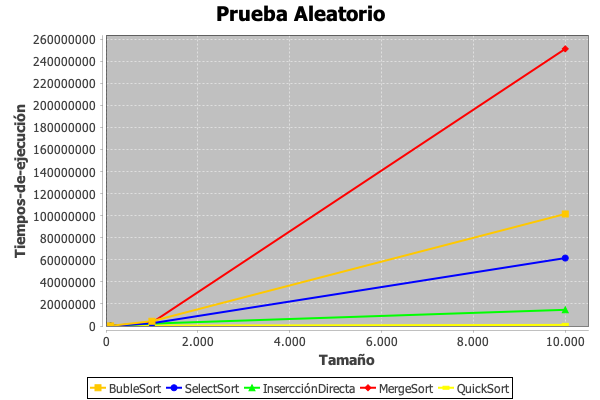 Prueba Aleatorio
260000000
240000000
220000000
200000000
180000000
160000000
140000000
120000000
100000000
80000000
60000000
40000000
20000000
0
Tiempos-de-ejecución
0 2.000 4.000 6.000 8.000 10.000
Tamaño
BubleSort SelectSort InsercciónDirecta MergeSort QuickSort